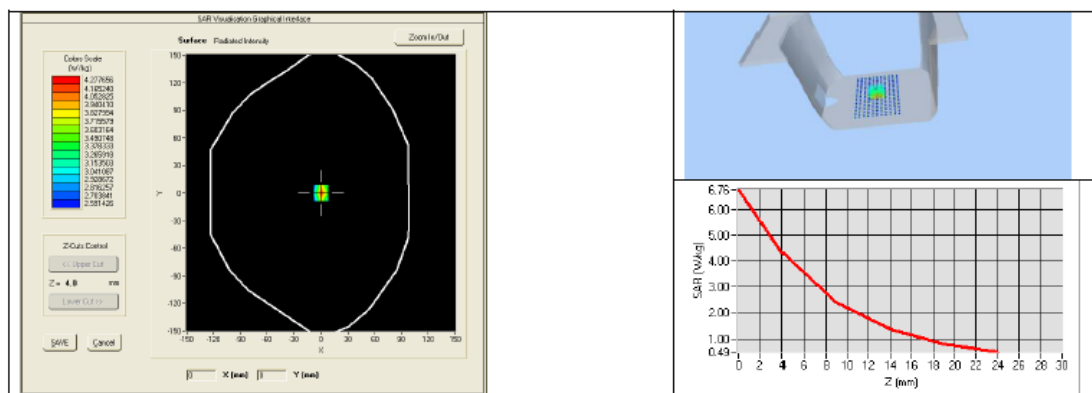 SAR Visualisation Graphical Interface
Surface Radiated Intensity
Zoom In/Out
Colors Scale
(W/kg)
4.277656
4.165240
4.052825
3.940410
3.827994
3.715579
3.603164
3.490748
3.378333
3.265918
3.153503
3.041087
2.928672
2.816257
2.703841
2.591426
150
120
90
60
30
0
-30
-60
-90
-120
-150
Y
-150 -120 -90 -60 -30 0 30 60 90 120 150
X
Z-Cuts Control
<< Upper Cut
Z = 4.0 mm
Lower Cut >>
SAVE Cancel
X (mm) Y (mm)
6.76
6.00
5.00
4.00
3.00
2.00
1.00
0.49
SAR (W/kg)
0 2 4 6 8 10 12 14 16 18 20 22 24 26 28 30
Z (mm)